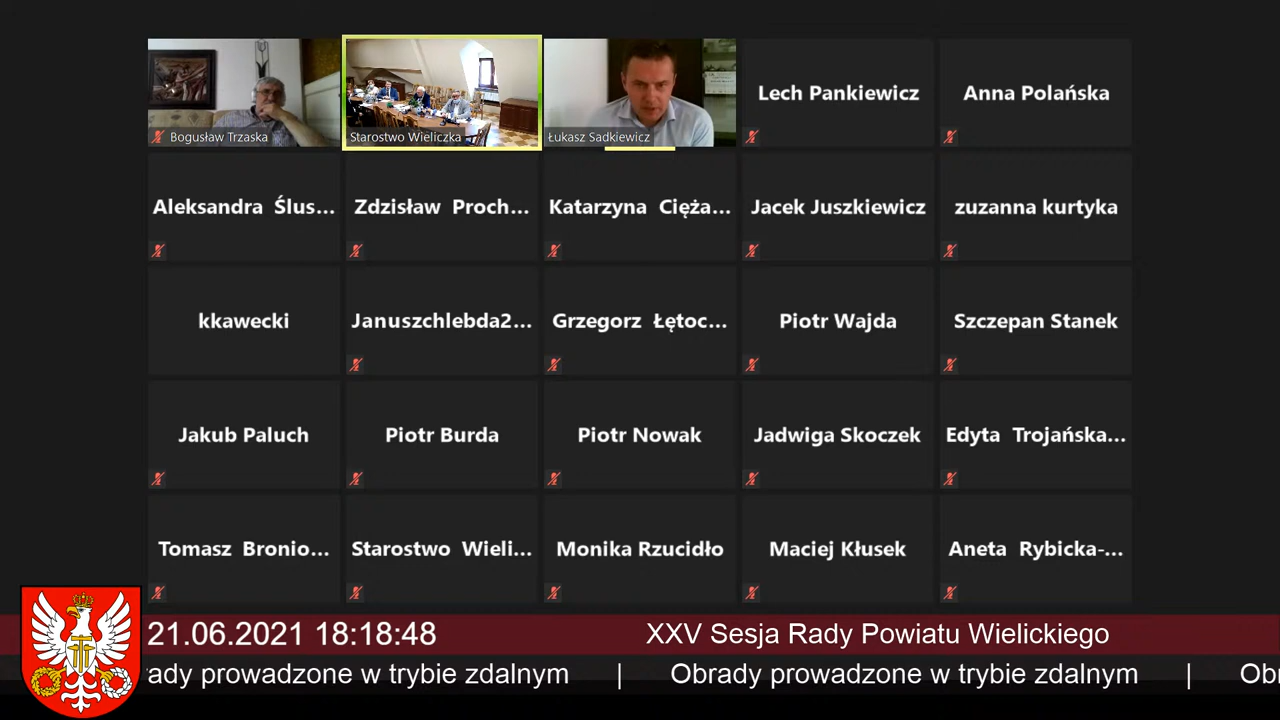 Bogusław Trzaska
Starostwo Wieliczka
Łukasz Sadkiewicz
Lech Pankiewicz
Anna Polańska
Aleksandra Ślus...
Zdzisław Proch...
Katarzyna Cięża...
Jacek Juszkiewicz
zuzanna kurtyka
kkawecki
Januszchlebda2...
Grzegorz Łętoc...
Piotr Wajda
Szczepan Stanek
Jakub Paluch
Piotr Burda
Piotr Nowak
Jadwiga Skoczek
Edyta Trojańska...
Tomasz Bronio...
Starostwo Wieli...
Monika Rzucidło
Maciej Kłusek
Aneta Rybicka-...
21.06.2021 18:18:48
XXV Sesja Rady Powiatu Wielickiego
ady prowadzone w trybie zdalnym | Obrady prowadzone w trybie zdalnym | Ob